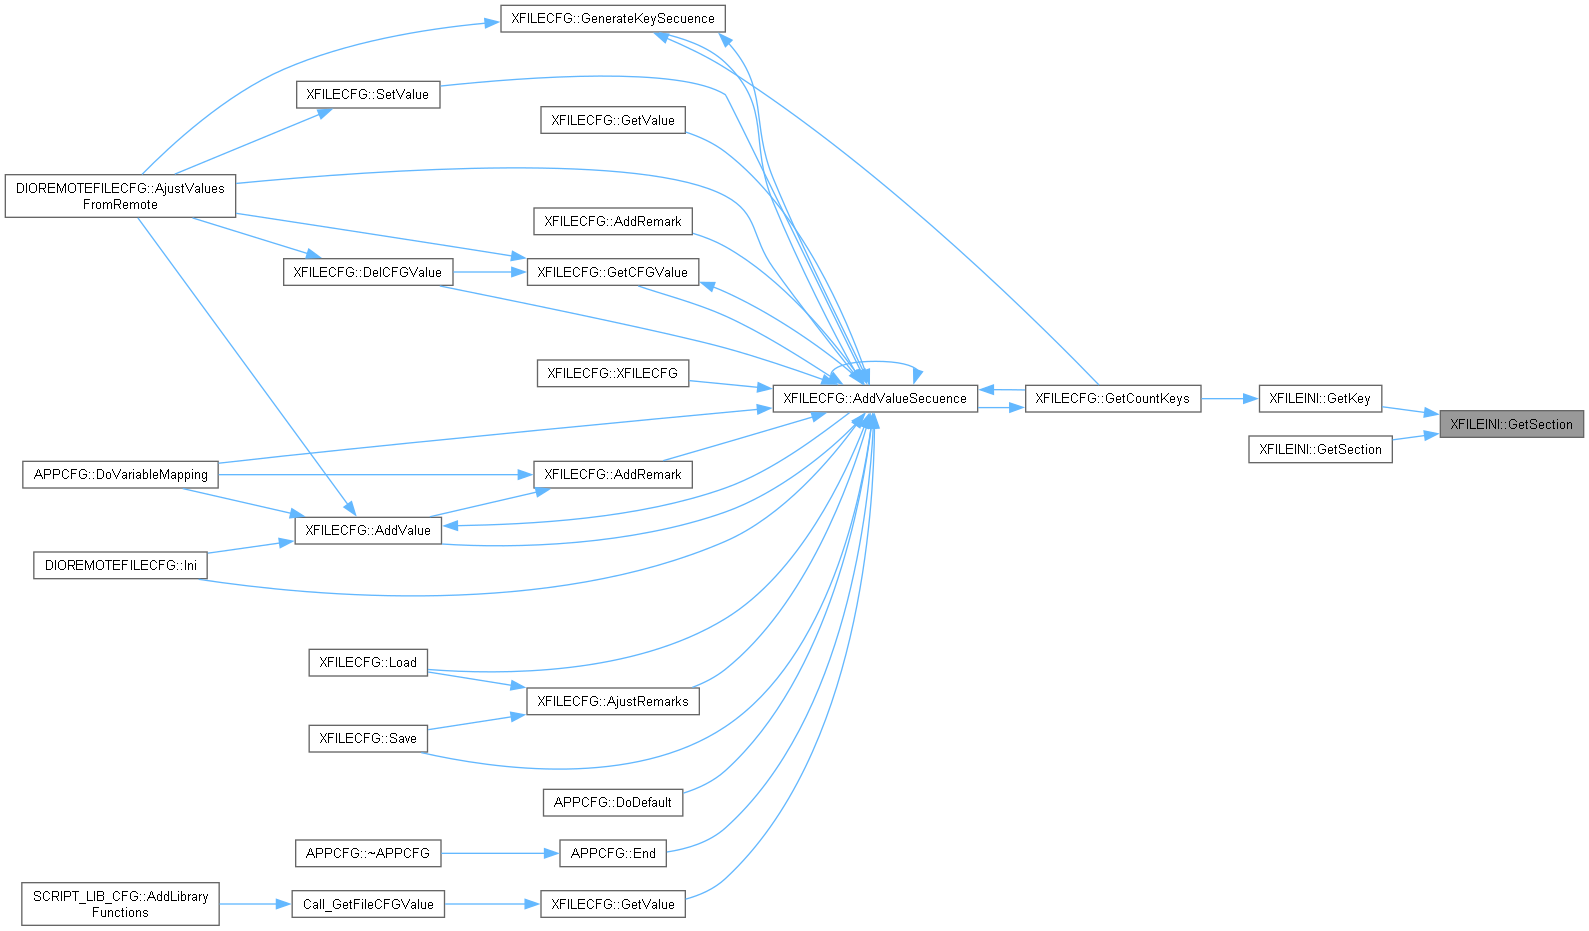 XFILECFG::GenerateKeySecuence
XFILECFG::SetValue
XFILECFG::GetValue
DIOREMOTEFILECFG::AjustValues
FromRemote
XFILECFG::AddRemark
XFILECFG::DelCFGValue
XFILECFG::GetCFGValue
XFILECFG::XFILECFG
XFILECFG::AddValueSecuence
XFILECFG::GetCountKeys
XFILEINI::GetKey
XFILEINI::GetSection
XFILEINI::GetSection
APPCFG::DoVariableMapping
XFILECFG::AddRemark
XFILECFG::AddValue
DIOREMOTEFILECFG::Ini
XFILECFG::Load
XFILECFG::AjustRemarks
XFILECFG::Save
APPCFG::DoDefault
APPCFG::~APPCFG
APPCFG::End
SCRIPT_LIB_CFG::AddLibrary
Functions
Call_GetFileCFGValue
XFILECFG::GetValue